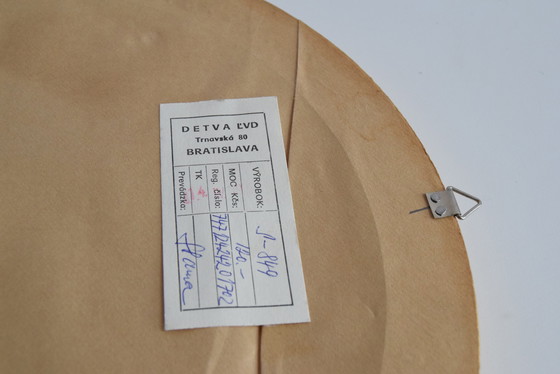 DETVA ĽVD
Trnavská 80
BRATISLAVA
VÝROBOK: S-849
MOC Kčs: 120.-
Reg. číslo:
TK
Prevádzka: